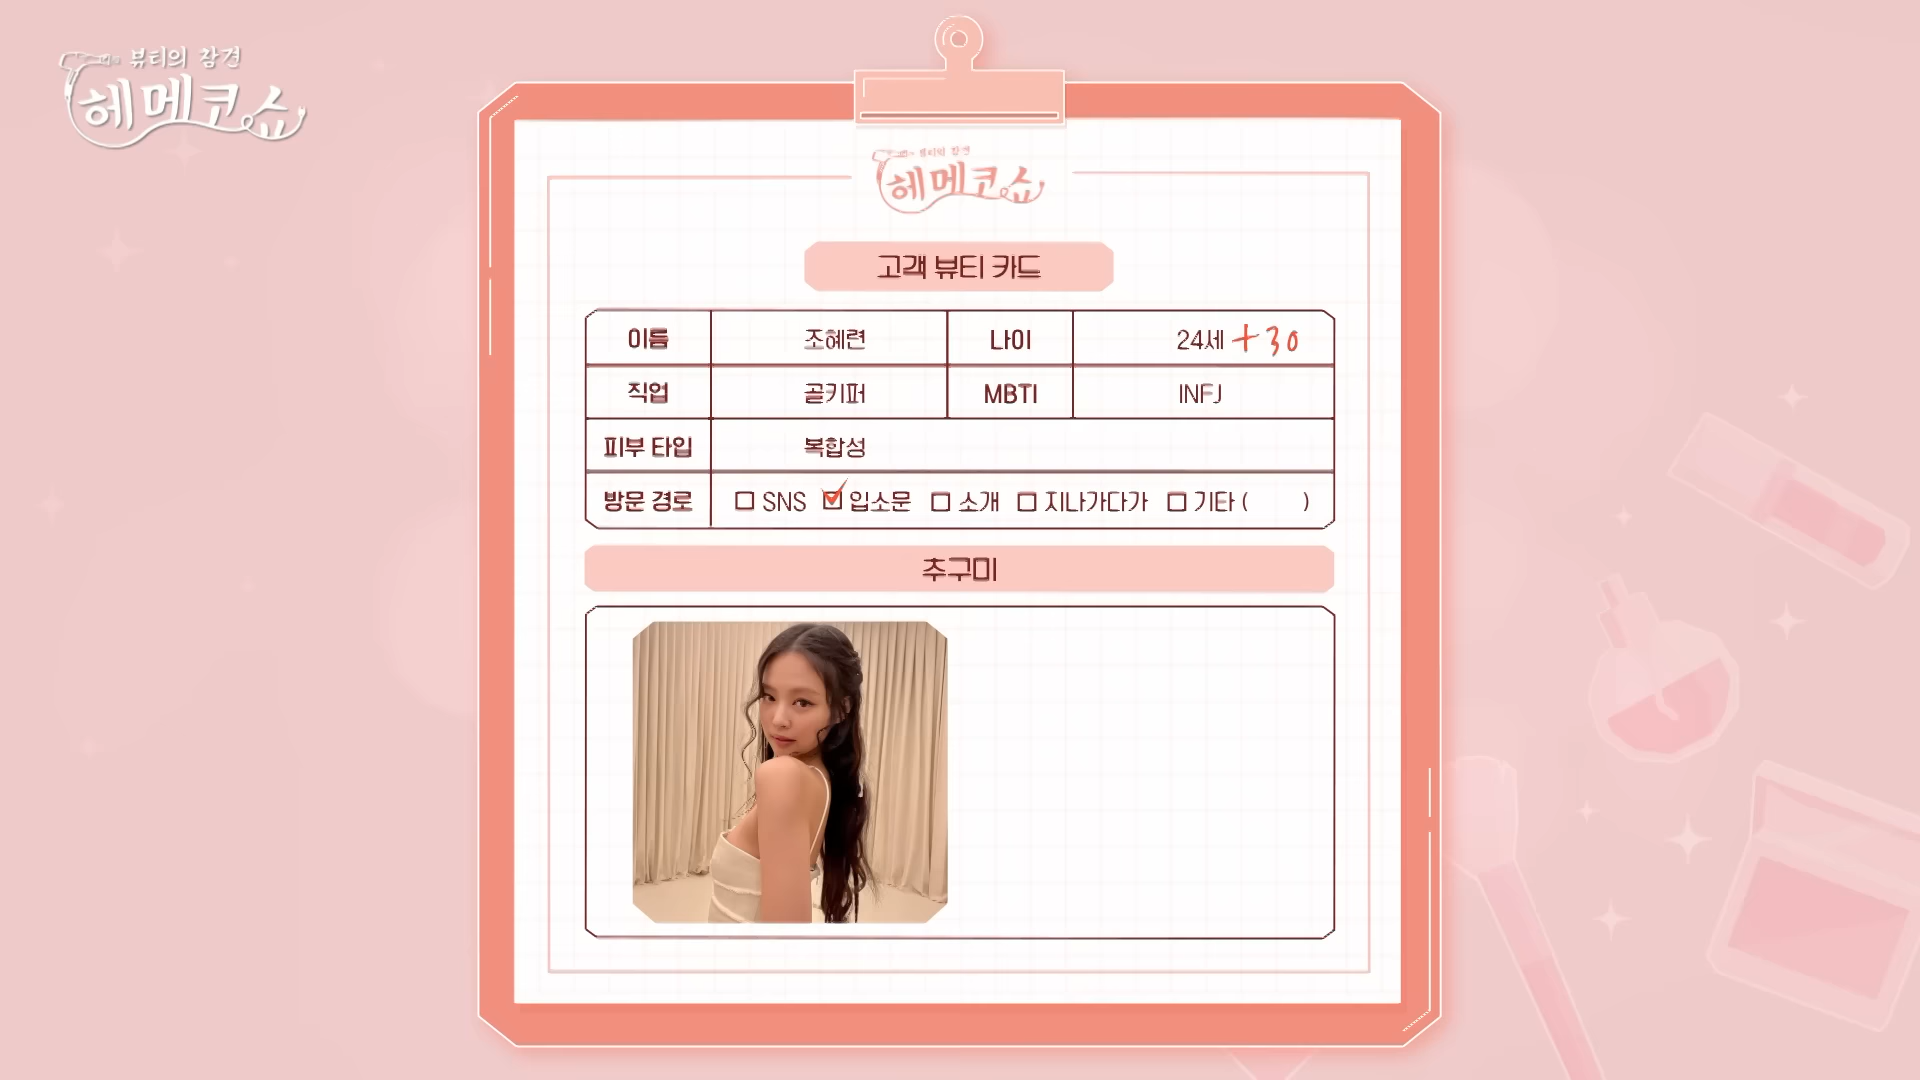 뷰티의 참견
헤메코쇼
뷰티의 참견
헤메코쇼
고객 뷰티 카드
이름 조혜련 나이 24세 +30
직업 골키퍼 MBTI INFJ
피부 타입 복합성
방문 경로 □ SNS ☑ 입소문 □ 소개 □ 지나가다가 □ 기타 ( )
추구미